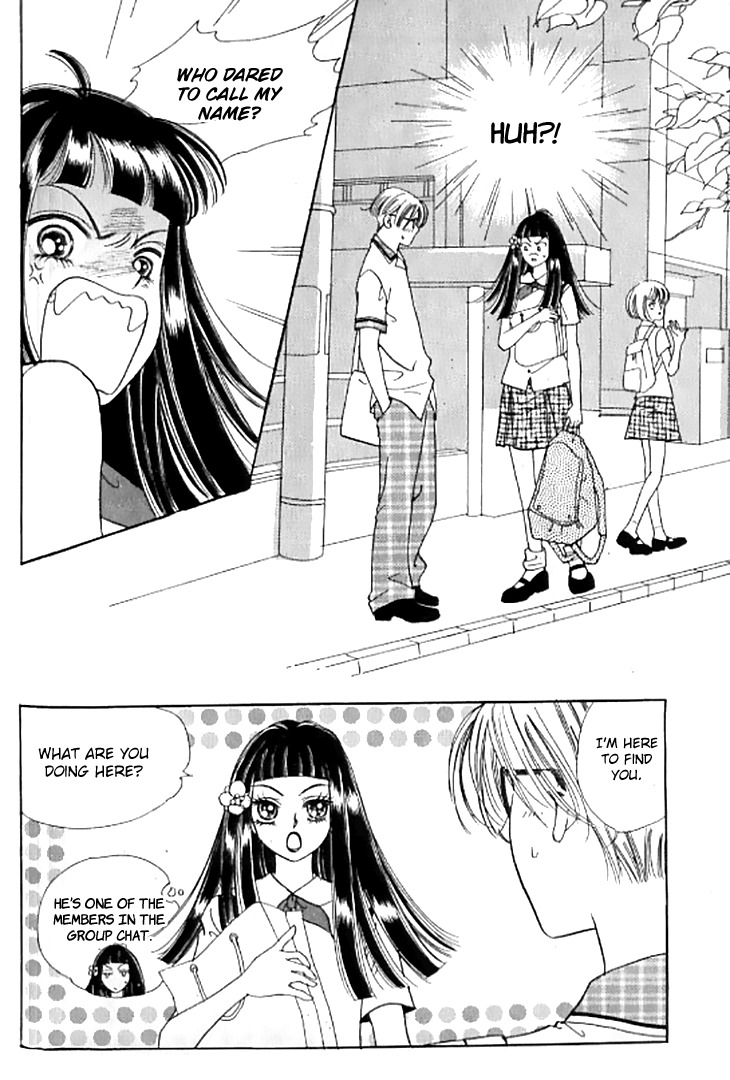 WHO DARED
TO CALL MY
NAME?
HUH?!
WHAT ARE YOU
DOING HERE?
I'M HERE
TO FIND
YOU.
HE'S ONE OF THE
MEMBERS IN THE
GROUP CHAT.